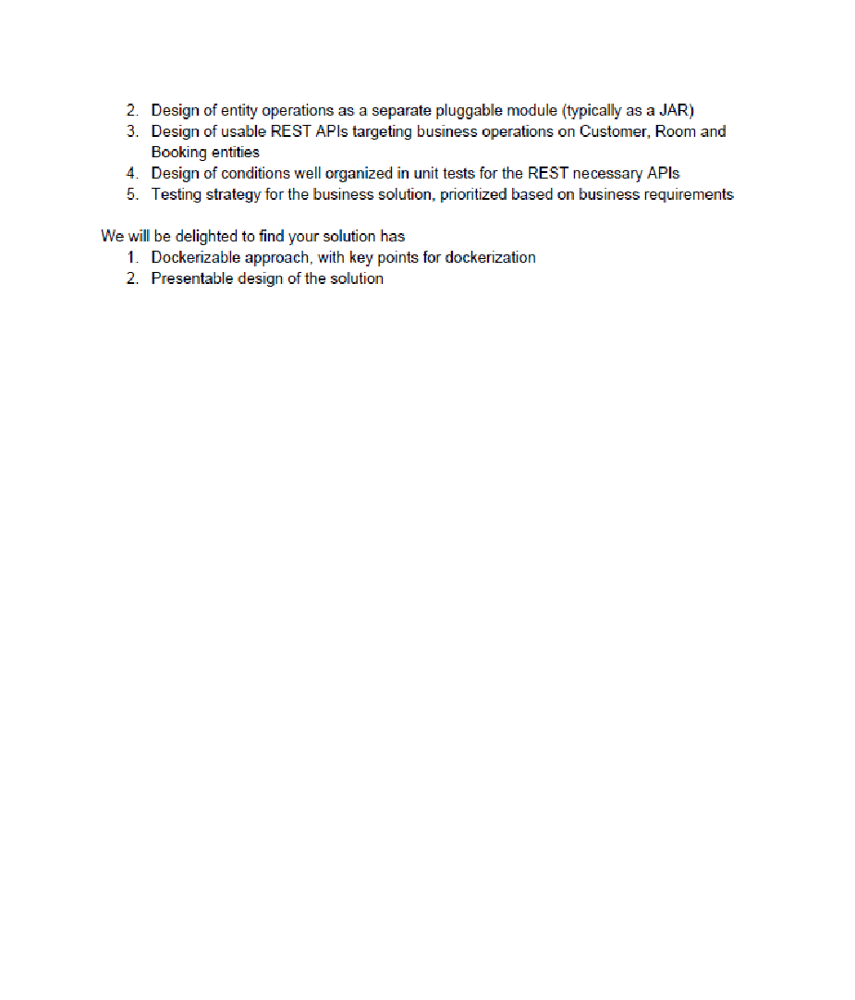 2. Design of entity operations as a separate pluggable module (typically as a JAR)
3. Design of usable REST APIs targeting business operations on Customer, Room and
Booking entities
4. Design of conditions well organized in unit tests for the REST necessary APIs
5. Testing strategy for the business solution, prioritized based on business requirements
We will be delighted to find your solution has
1. Dockerizable approach, with key points for dockerization
2. Presentable design of the solution